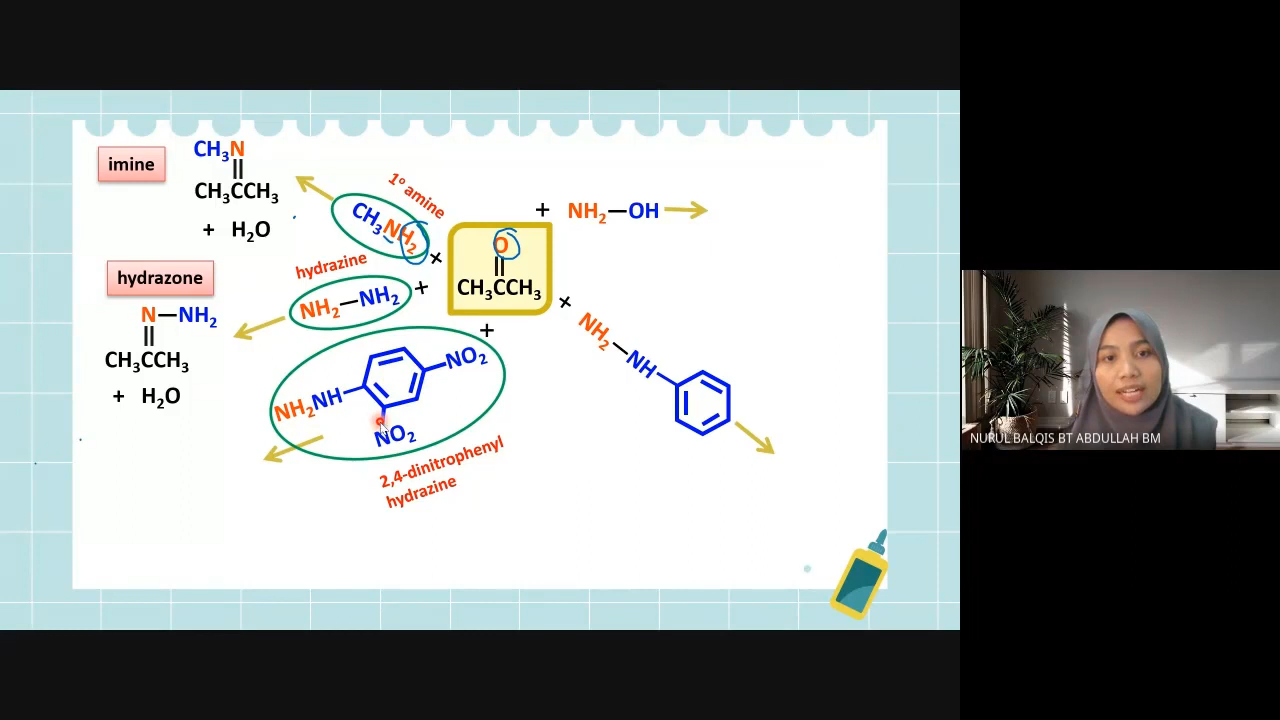 imine
CH₃N
CH₃CCH₃
+ H₂O
hydrazone
N—NH₂
CH₃CCH₃
+ H₂O
1° amine
CH₃NH₂
+
hydrazine
NH₂—NH₂
+
O
CH₃CCH₃
+ NH₂—OH
+
NH₂—NH
+
NH₂NH
NO₂
NO₂
2,4-dinitrophenyl
hydrazine
NURUL BALQIS BT ABDULLAH BM